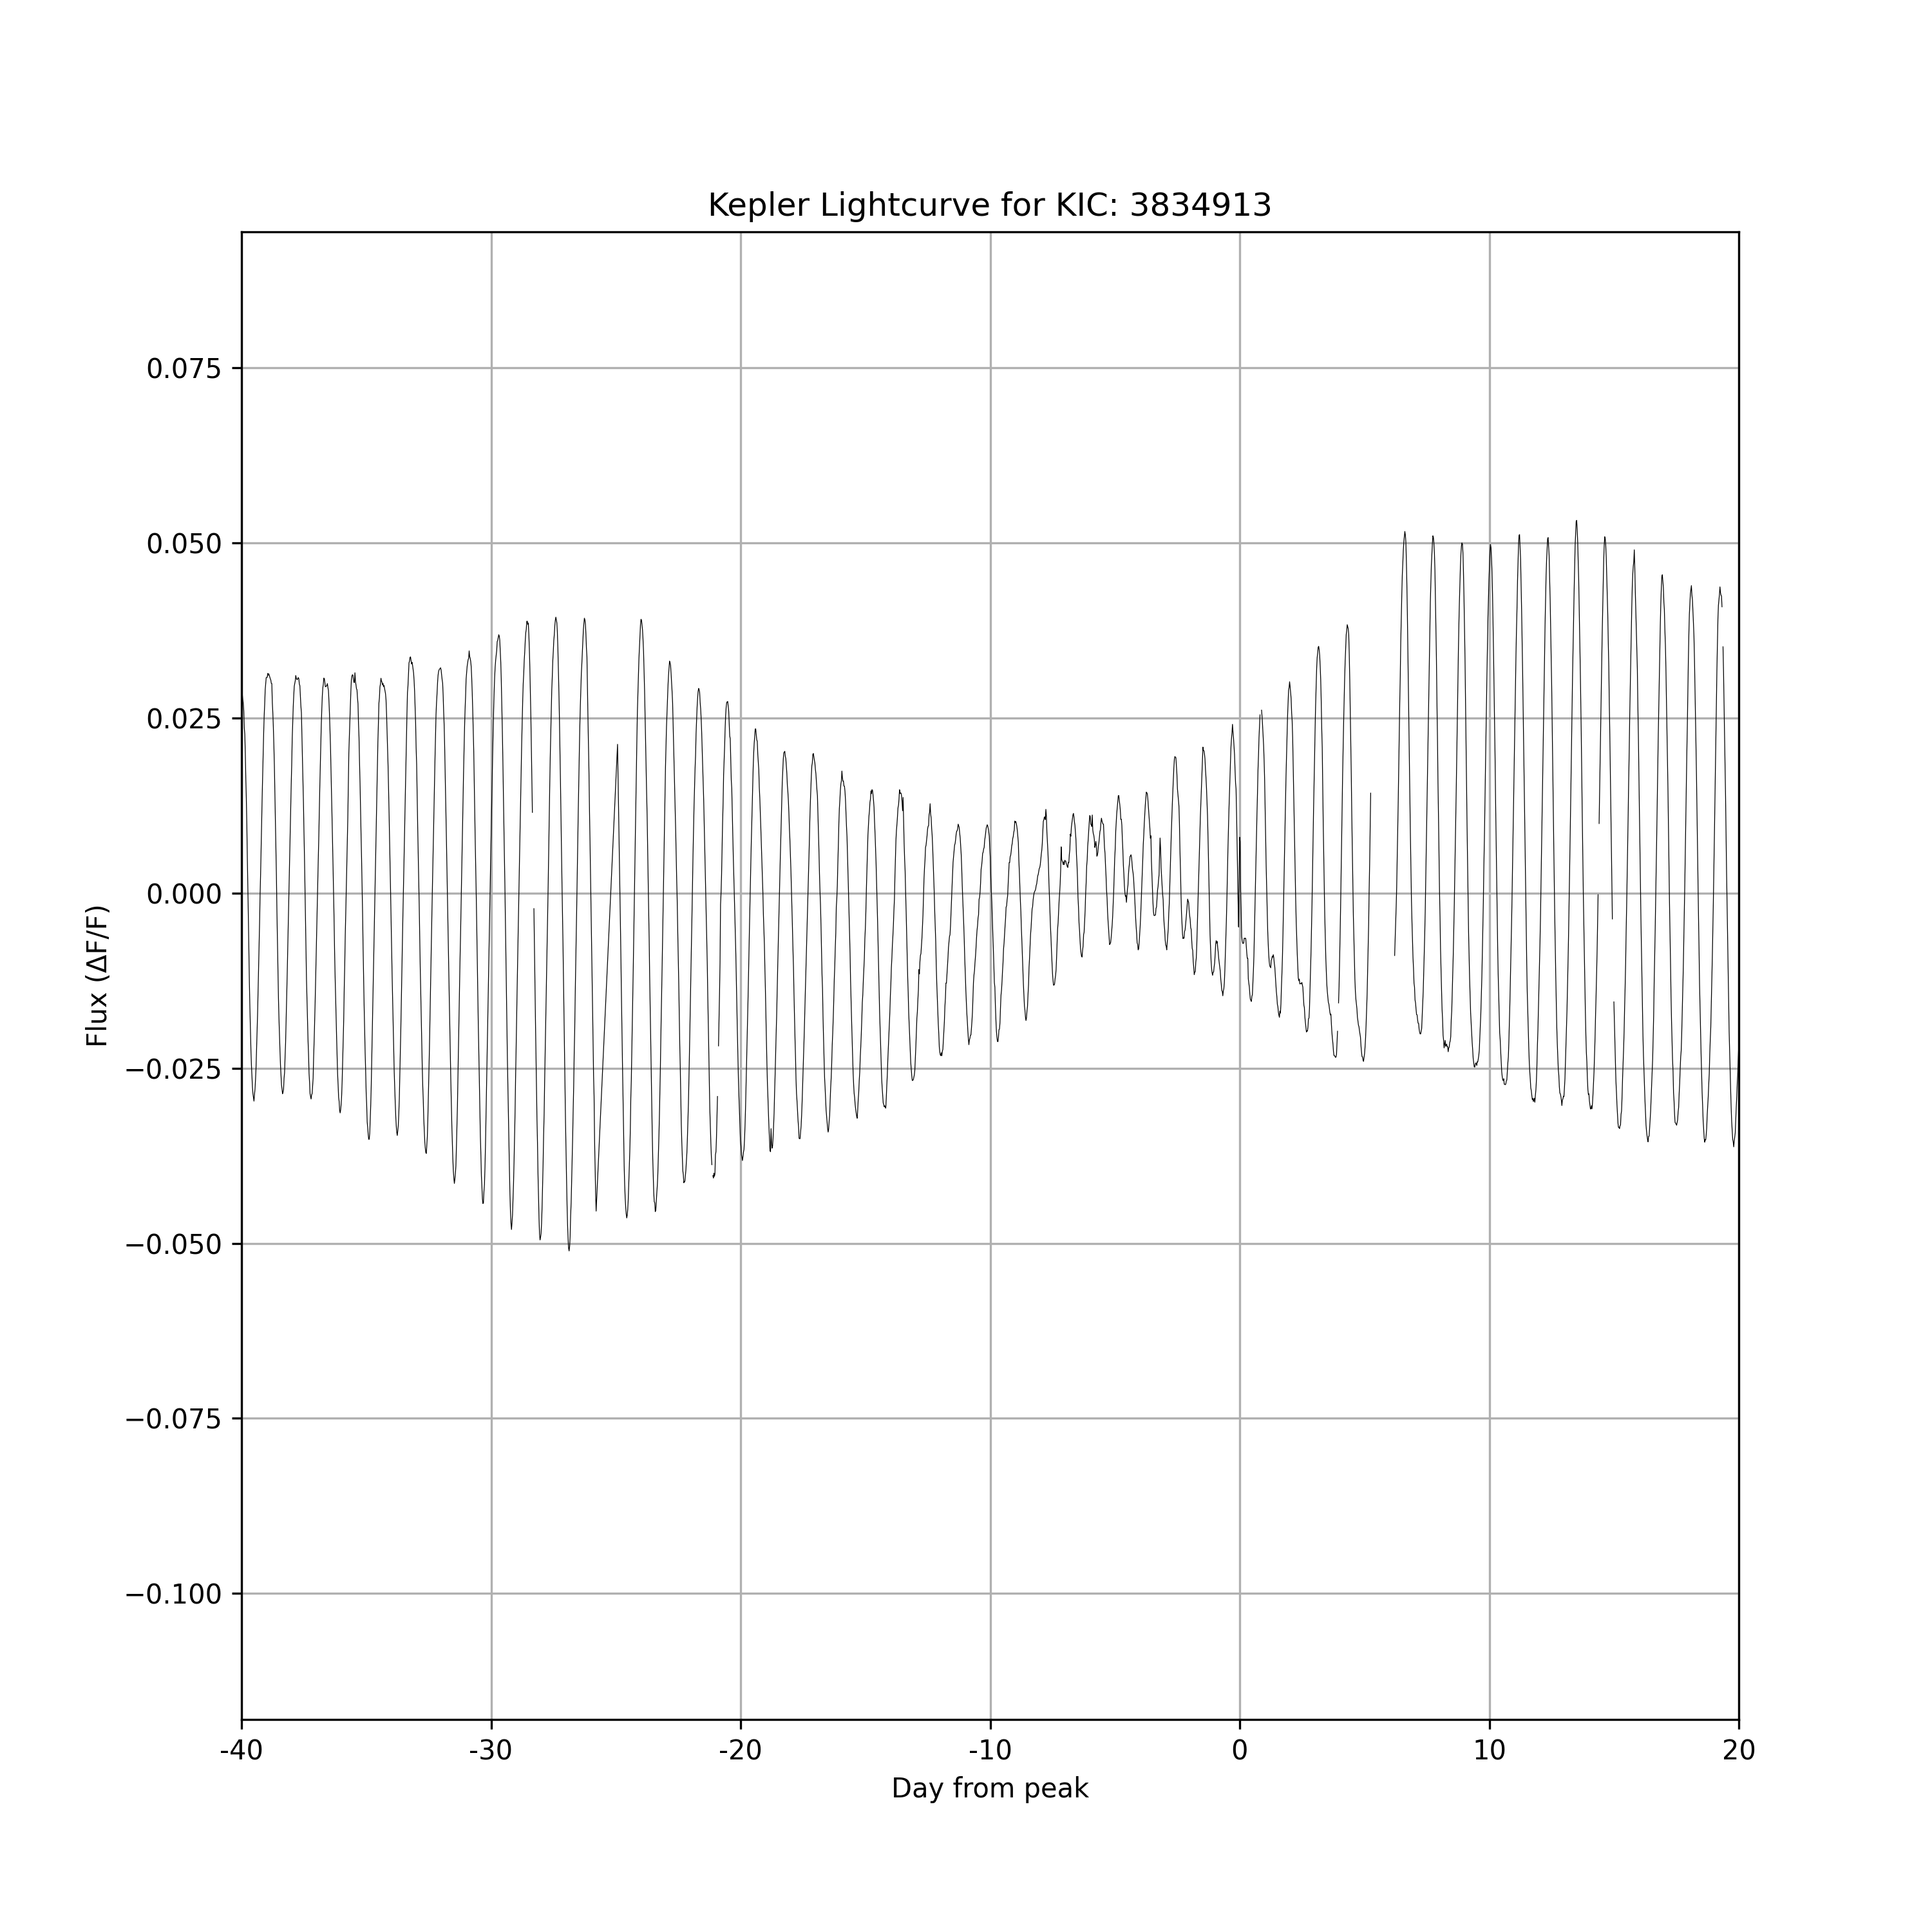 Kepler Lightcurve for KIC: 3834913
Flux (ΔF/F)
0.075
0.050
0.025
0.000
−0.025
−0.050
−0.075
−0.100
-40 -30 -20 -10 0 10 20
Day from peak